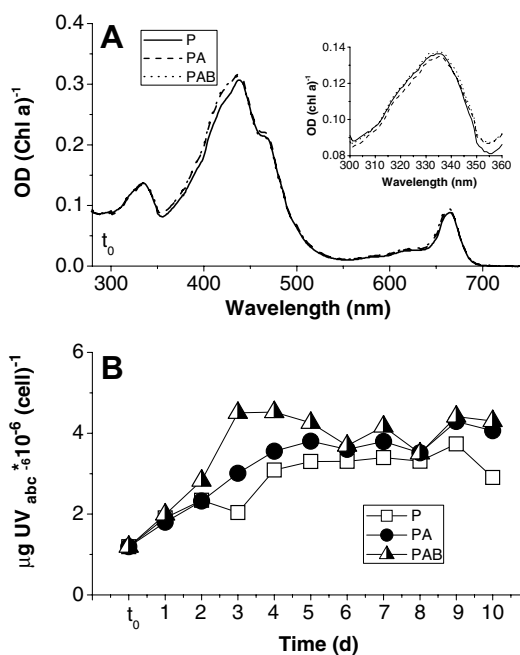 A
P
PA
PAB
OD (Chl a)-1
0.4
0.3
0.2
0.1
0.0
t0
300 400 500 600 700
Wavelength (nm)
OD (chl a)-1
0.14
0.12
0.10
0.08
300 310 320 330 340 350 360
Wavelength (nm)
B
µg UVabc*-610-6 (cell)-1
6
4
2
0
P
PA
PAB
t0 1 2 3 4 5 6 7 8 9 10
Time (d)